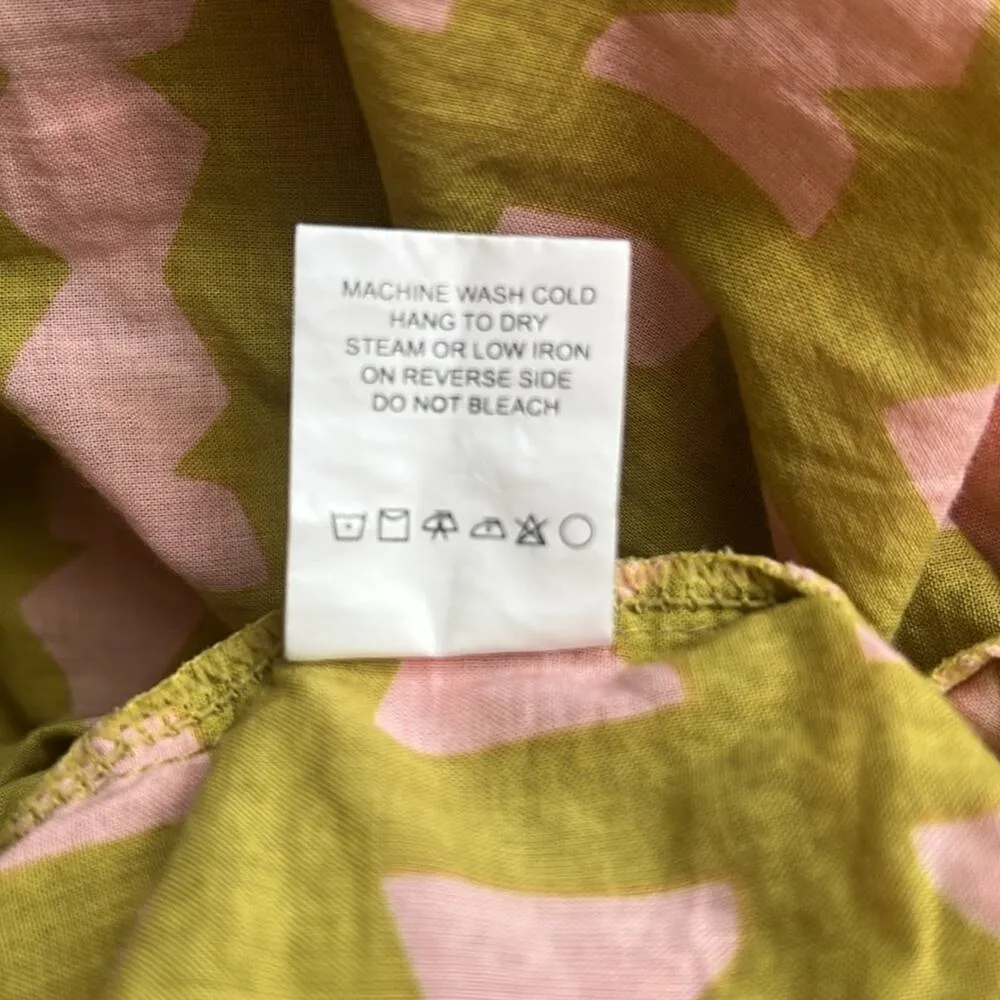 MACHINE WASH COLD
HANG TO DRY
STEAM OR LOW IRON
ON REVERSE SIDE
DO NOT BLEACH